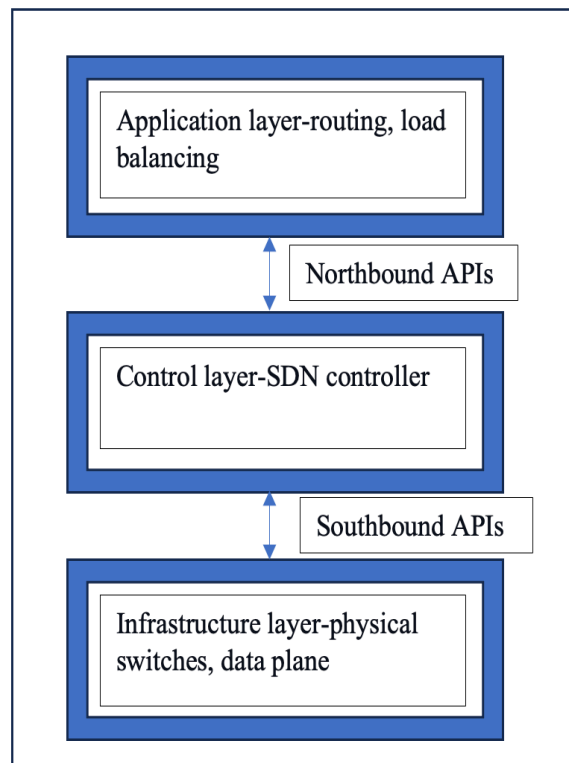 Application layer-routing, load
balancing
Northbound APIs
Control layer-SDN controller
Southbound APIs
Infrastructure layer-physical
switches, data plane